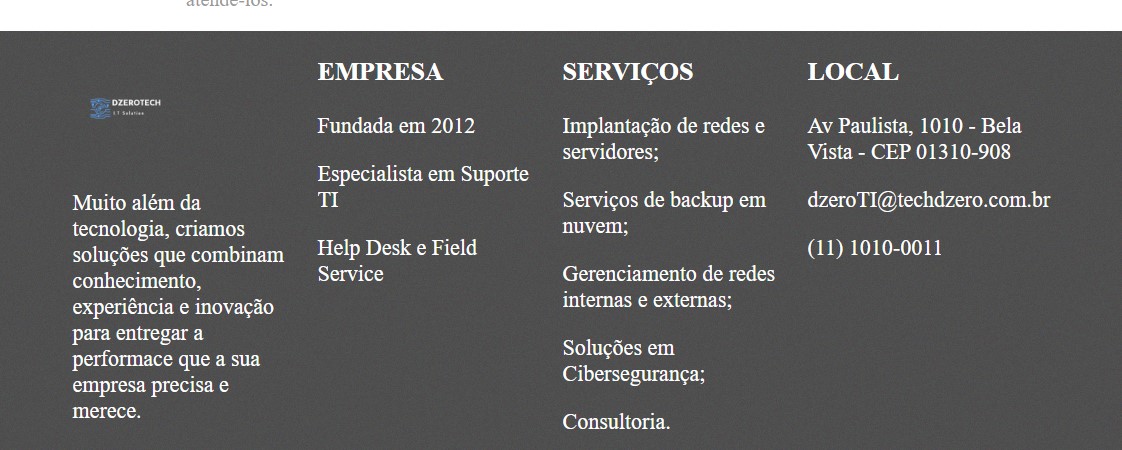 atendê-los.
DZEROTECH
I.T Solution
Muito além da
tecnologia, criamos
soluções que combinam
conhecimento,
experiência e inovação
para entregar a
performace que a sua
empresa precisa e
merece.
EMPRESA
Fundada em 2012
Especialista em Suporte
TI
Help Desk e Field
Service
SERVIÇOS
Implantação de redes e
servidores;
Serviços de backup em
nuvem;
Gerenciamento de redes
internas e externas;
Soluções em
Cibersegurança;
Consultoria.
LOCAL
Av Paulista, 1010 - Bela
Vista - CEP 01310-908
dzeroTI@techdzero.com.br
(11) 1010-0011